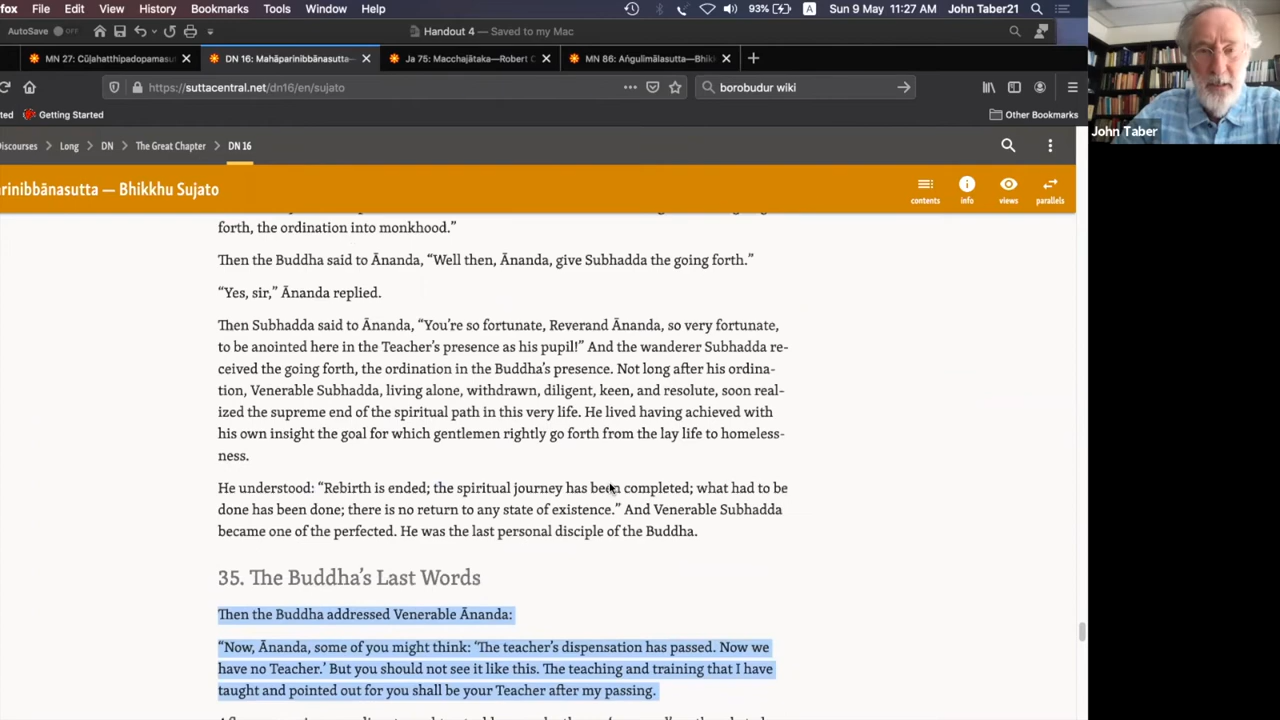 fox File Edit View History Bookmarks Tools Window Help 93% A Sun 9 May 11:27 AM John Taber21
AutoSave OFF Handout 4 — Saved to my Mac
MN 27: Cūḷahatthipadopamasut DN 16: Mahāparinibbānasutta— Ja 75: Macchajātaka—Robert C MN 86: Aṅgulimālasutta—Bhik
https://suttacentral.net/dn16/en/sujato borobudur wiki
ted Getting Started Other Bookmarks
John Taber
Discourses Long DN The Great Chapter DN 16
arinibbānasutta — Bhikkhu Sujato
contents info views parallels
forth, the ordination into monkhood.”
Then the Buddha said to Ānanda, “Well then, Ānanda, give Subhadda the going forth.”
“Yes, sir,” Ānanda replied.
Then Subhadda said to Ānanda, “You’re so fortunate, Reverand Ānanda, so very fortunate,
to be anointed here in the Teacher’s presence as his pupil!” And the wanderer Subhadda re-
ceived the going forth, the ordination in the Buddha’s presence. Not long after his ordina-
tion, Venerable Subhadda, living alone, withdrawn, diligent, keen, and resolute, soon real-
ized the supreme end of the spiritual path in this very life. He lived having achieved with
his own insight the goal for which gentlemen rightly go forth from the lay life to homeless-
ness.
He understood: “Rebirth is ended; the spiritual journey has been completed; what had to be
done has been done; there is no return to any state of existence.” And Venerable Subhadda
became one of the perfected. He was the last personal disciple of the Buddha.
35. The Buddha’s Last Words
Then the Buddha addressed Venerable Ānanda:
“Now, Ānanda, some of you might think: ‘The teacher’s dispensation has passed. Now we
have no Teacher.’ But you should not see it like this. The teaching and training that I have
taught and pointed out for you shall be your Teacher after my passing.